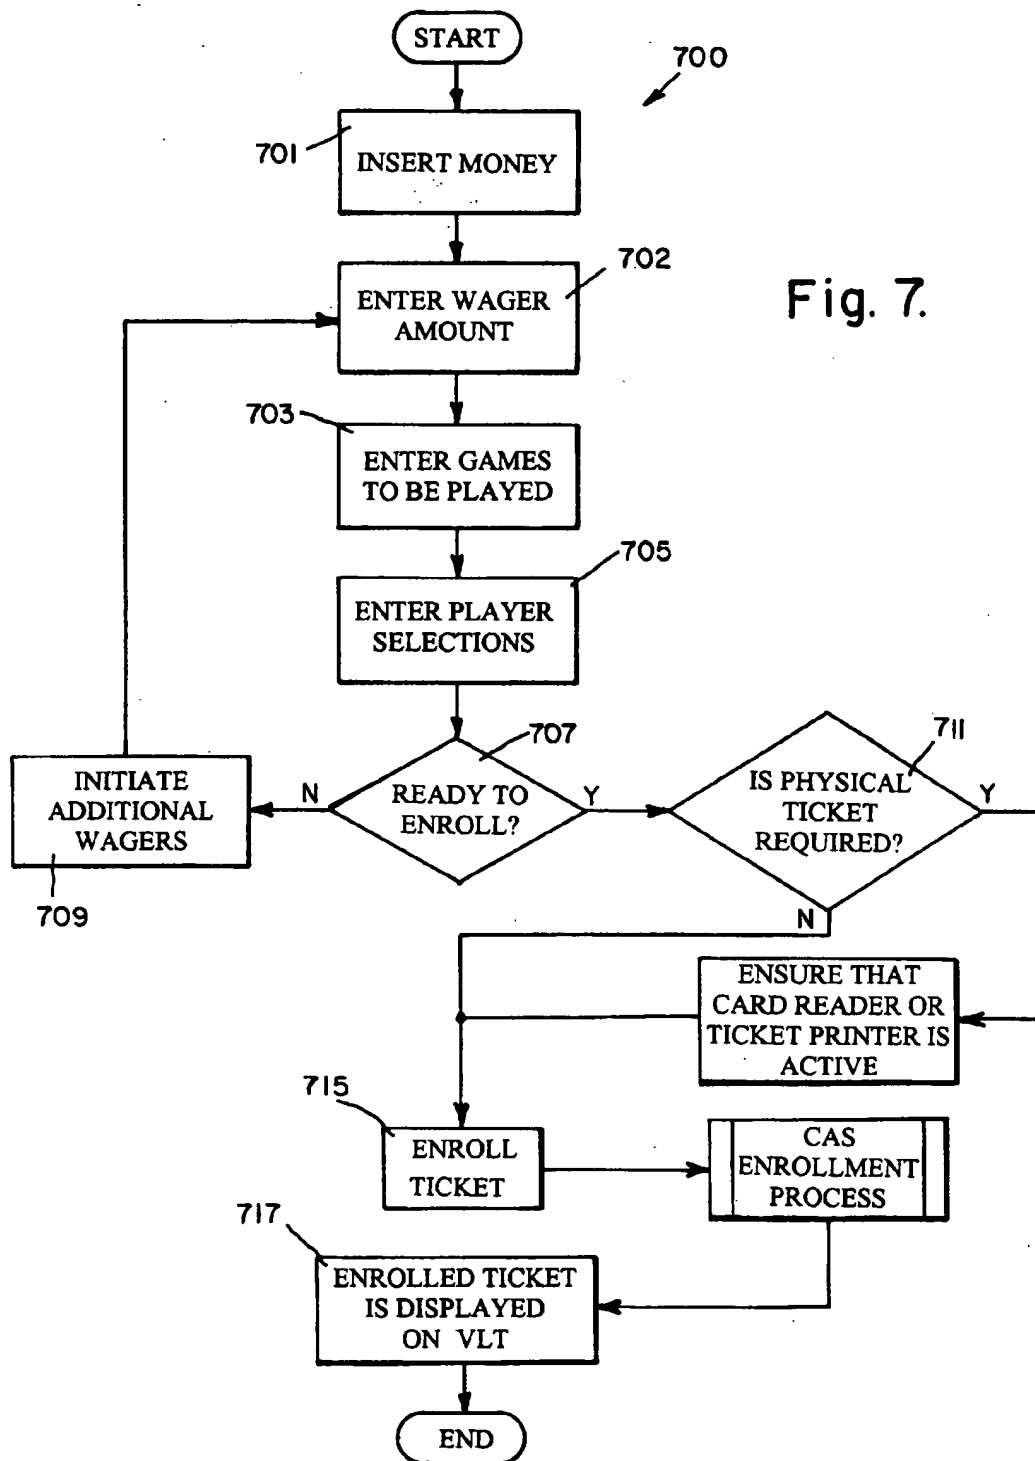 START
700
701
INSERT MONEY
702
ENTER WAGER
AMOUNT
Fig. 7.
703
ENTER GAMES
TO BE PLAYED
705
ENTER PLAYER
SELECTIONS
707
711
INITIATE
ADDITIONAL
WAGERS
N
READY TO
ENROLL?
Y
IS PHYSICAL
TICKET
REQUIRED?
Y
709
N
ENSURE THAT
CARD READER OR
TICKET PRINTER IS
ACTIVE
715
ENROLL
TICKET
CAS
ENROLLMENT
PROCESS
717
ENROLLED TICKET
IS DISPLAYED
ON VLT
END